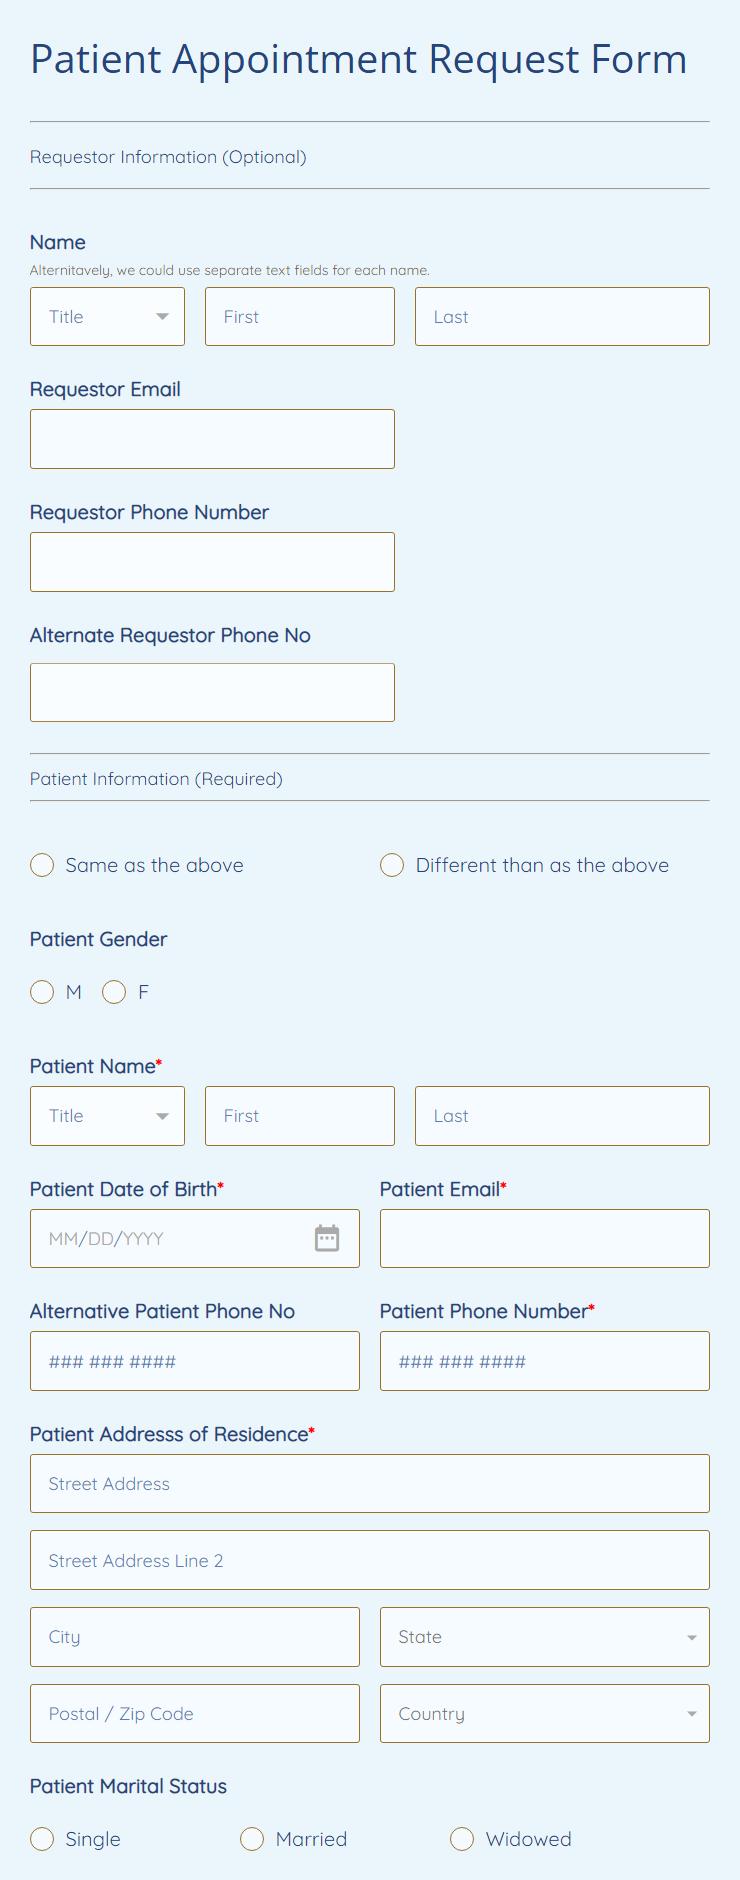 Patient Appointment Request Form
Requestor Information (Optional)
Name
Alternitavely, we could use separate text fields for each name.
Title First Last
Requestor Email
Requestor Phone Number
Alternate Requestor Phone No
Patient Information (Required)
Same as the above Different than as the above
Patient Gender
M F
Patient Name*
Title First Last
Patient Date of Birth* Patient Email*
MM/DD/YYYY
Alternative Patient Phone No Patient Phone Number*
### ### #### ### ### ####
Patient Addresss of Residence*
Street Address
Street Address Line 2
City State
Postal / Zip Code Country
Patient Marital Status
Single Married Widowed